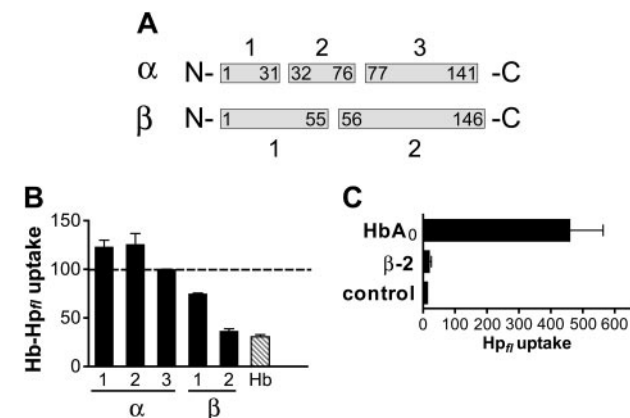 A
1 2 3
α N- 1 31 32 76 77 141 -C
β N- 1 55 56 146 -C
1 2
B
Hb-Hpfl uptake
150
100
50
0
1 2 3 1 2 Hb
α β
C
HbA0
β-2
control
0 100 200 300 400 500 600
Hpfl uptake